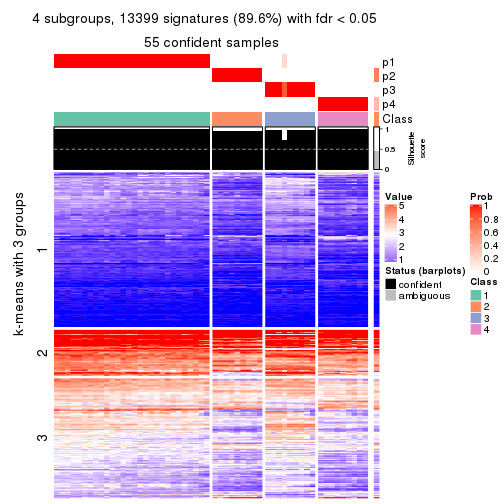 4 subgroups, 13399 signatures (89.6%) with fdr < 0.05
55 confident samples
p1
p2
p3
p4
Class
1
0.5
0
Silhouette
score
k-means with 3 groups
1
2
3
Value
5
4
3
2
1
Status (barplots)
confident
ambiguous
Prob
1
0.8
0.6
0.4
0.2
0
Class
1
2
3
4